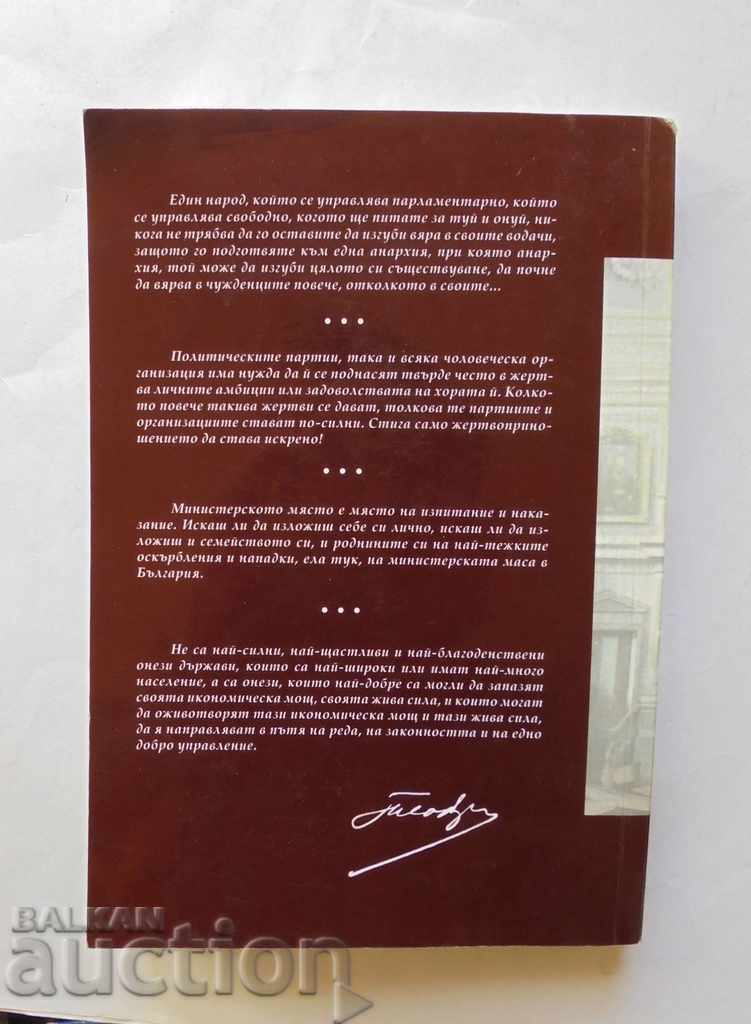 Един народ, който се управлява парламентарно, който
се управлява свободно, когото ще питате за туй и онуй, ни-
кога не трябва да го оставите да изгуби вяра в своите водачи,
защото го подготвяте към една анархия, при която анар-
хия, той може да изгуби цялото си съществуване, да почне
да вярва в чужденците повече, отколкото в своите...
• • •
Политическите партии, така и всяка чоловеческа ор-
ганизация има нужда да й се поднасят твърде често в жерт-
ва личните амбиции или задоволствата на хората й. Колко-
то повече такива жертви се дават, толкова те партиите и
организациите стават по-силни. Стига само жертвоприно-
шението да става искрено!
• • •
Министерското място е място на изпитание и нака-
зание. Искаш ли да изложиш себе си лично, искаш ли да из-
ложиш и семейството си, и роднините си на най-тежките
оскърбления и нападки, ела тук, на министерската маса в
България.
• • •
Не са най-силни, най-щастливи и най-благоденствени
онези държави, които са най-широки или имат най-много
население, а са онези, които най-добре са могли да запазят
своята икономическа мощ, своята жива сила, и които могат
да оживотворят тази икономическа мощ и тази жива сила,
да я направляват в пътя на реда, на законността и на едно
добро управление.
BALKAN
auction